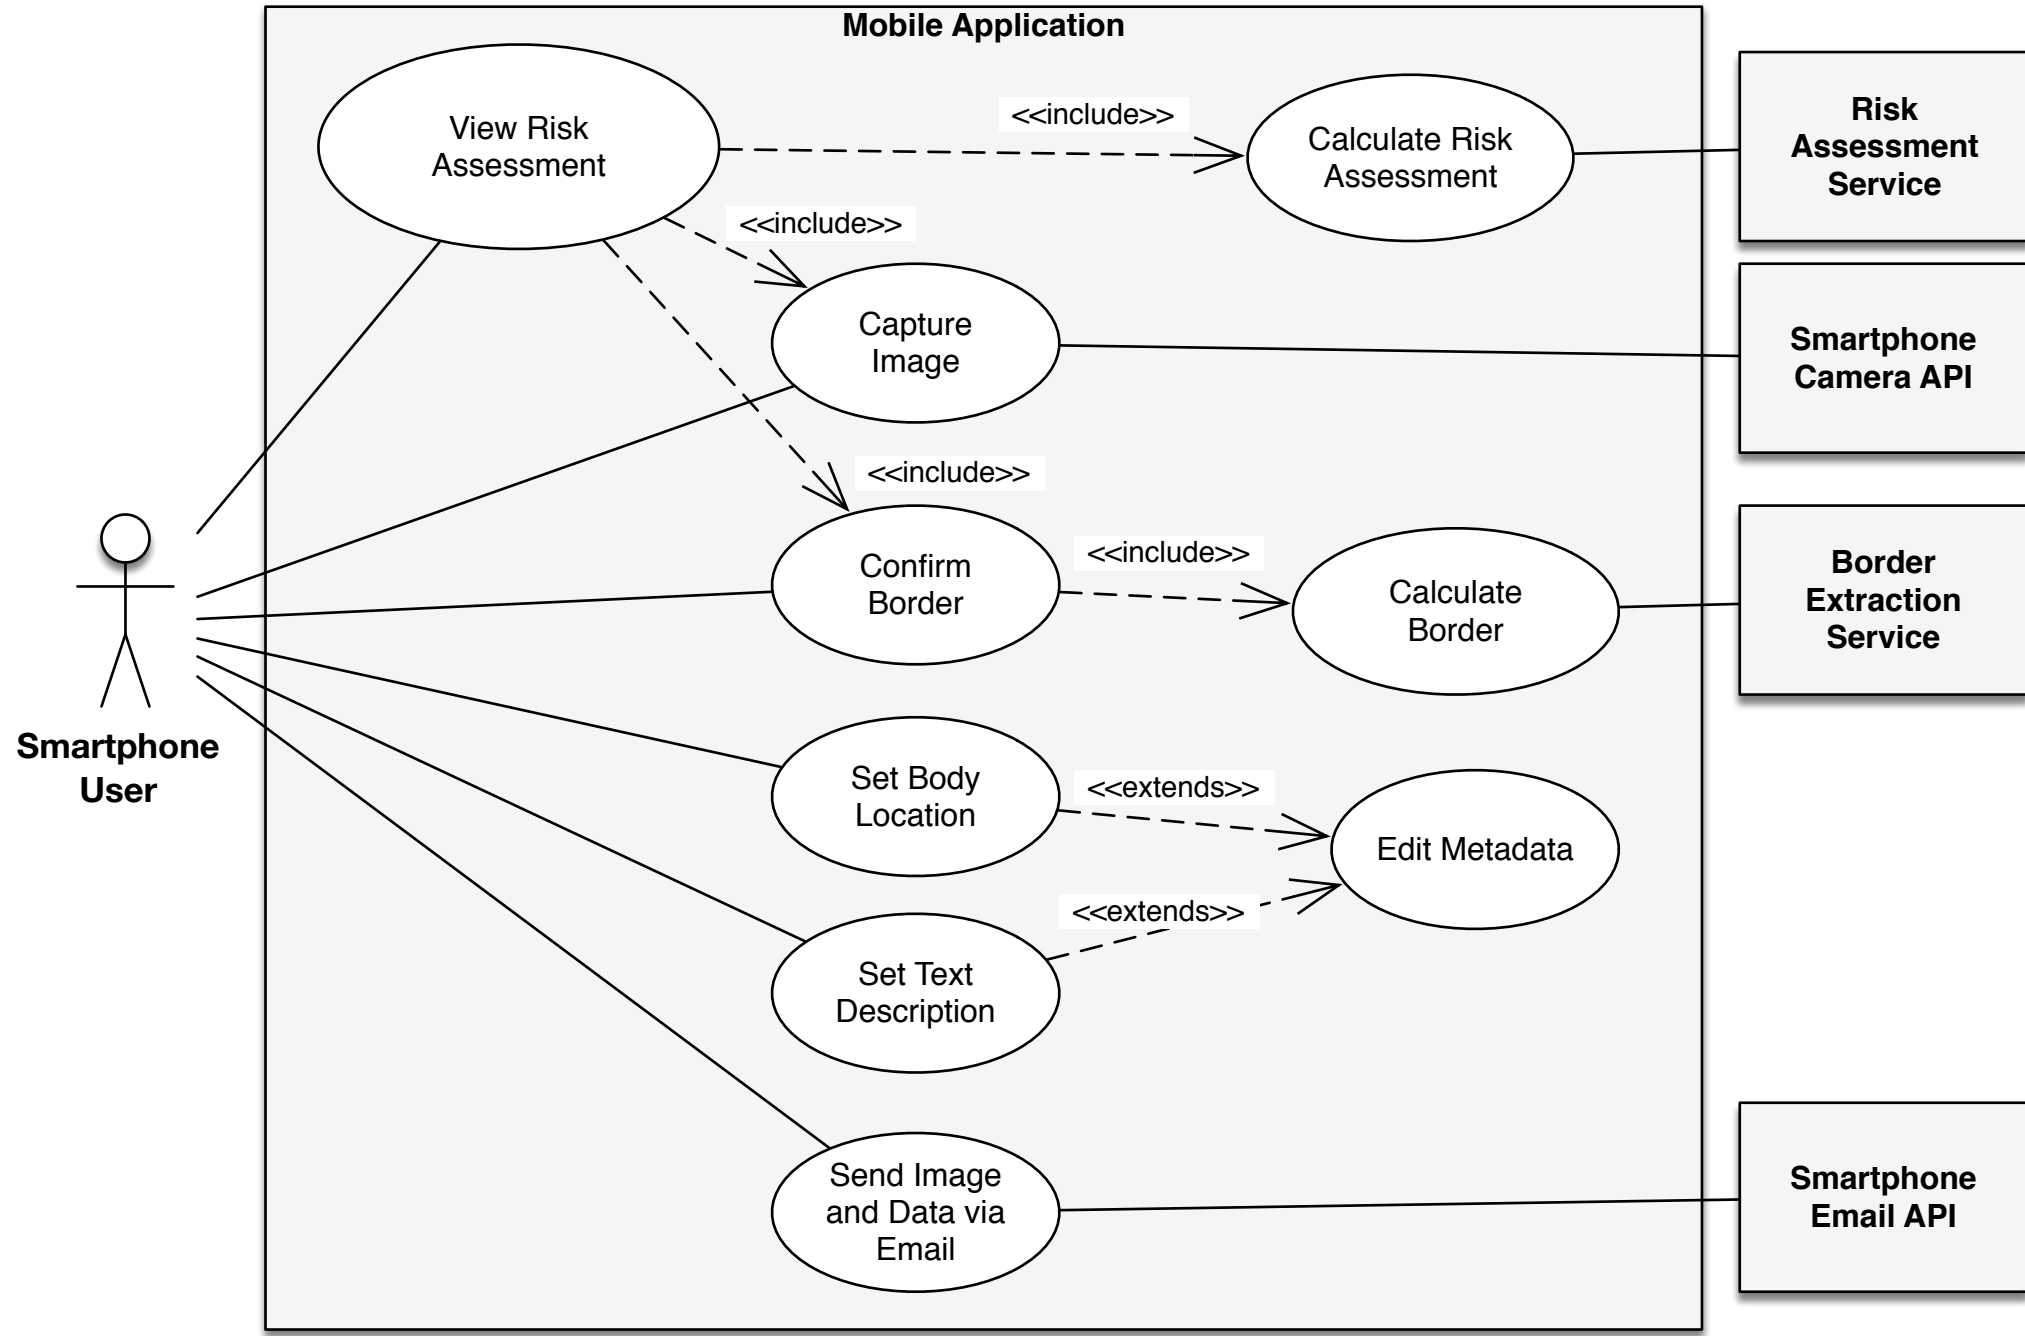 Mobile Application
View Risk
Assessment
<<include>>
Calculate Risk
Assessment
Risk
Assessment
Service
<<include>>
Capture
Image
Smartphone
Camera API
<<include>>
Confirm
Border
<<include>>
Calculate
Border
Border
Extraction
Service
Smartphone
User
Set Body
Location
<<extends>>
Edit Metadata
<<extends>>
Set Text
Description
Send Image
and Data via
Email
Smartphone
Email API